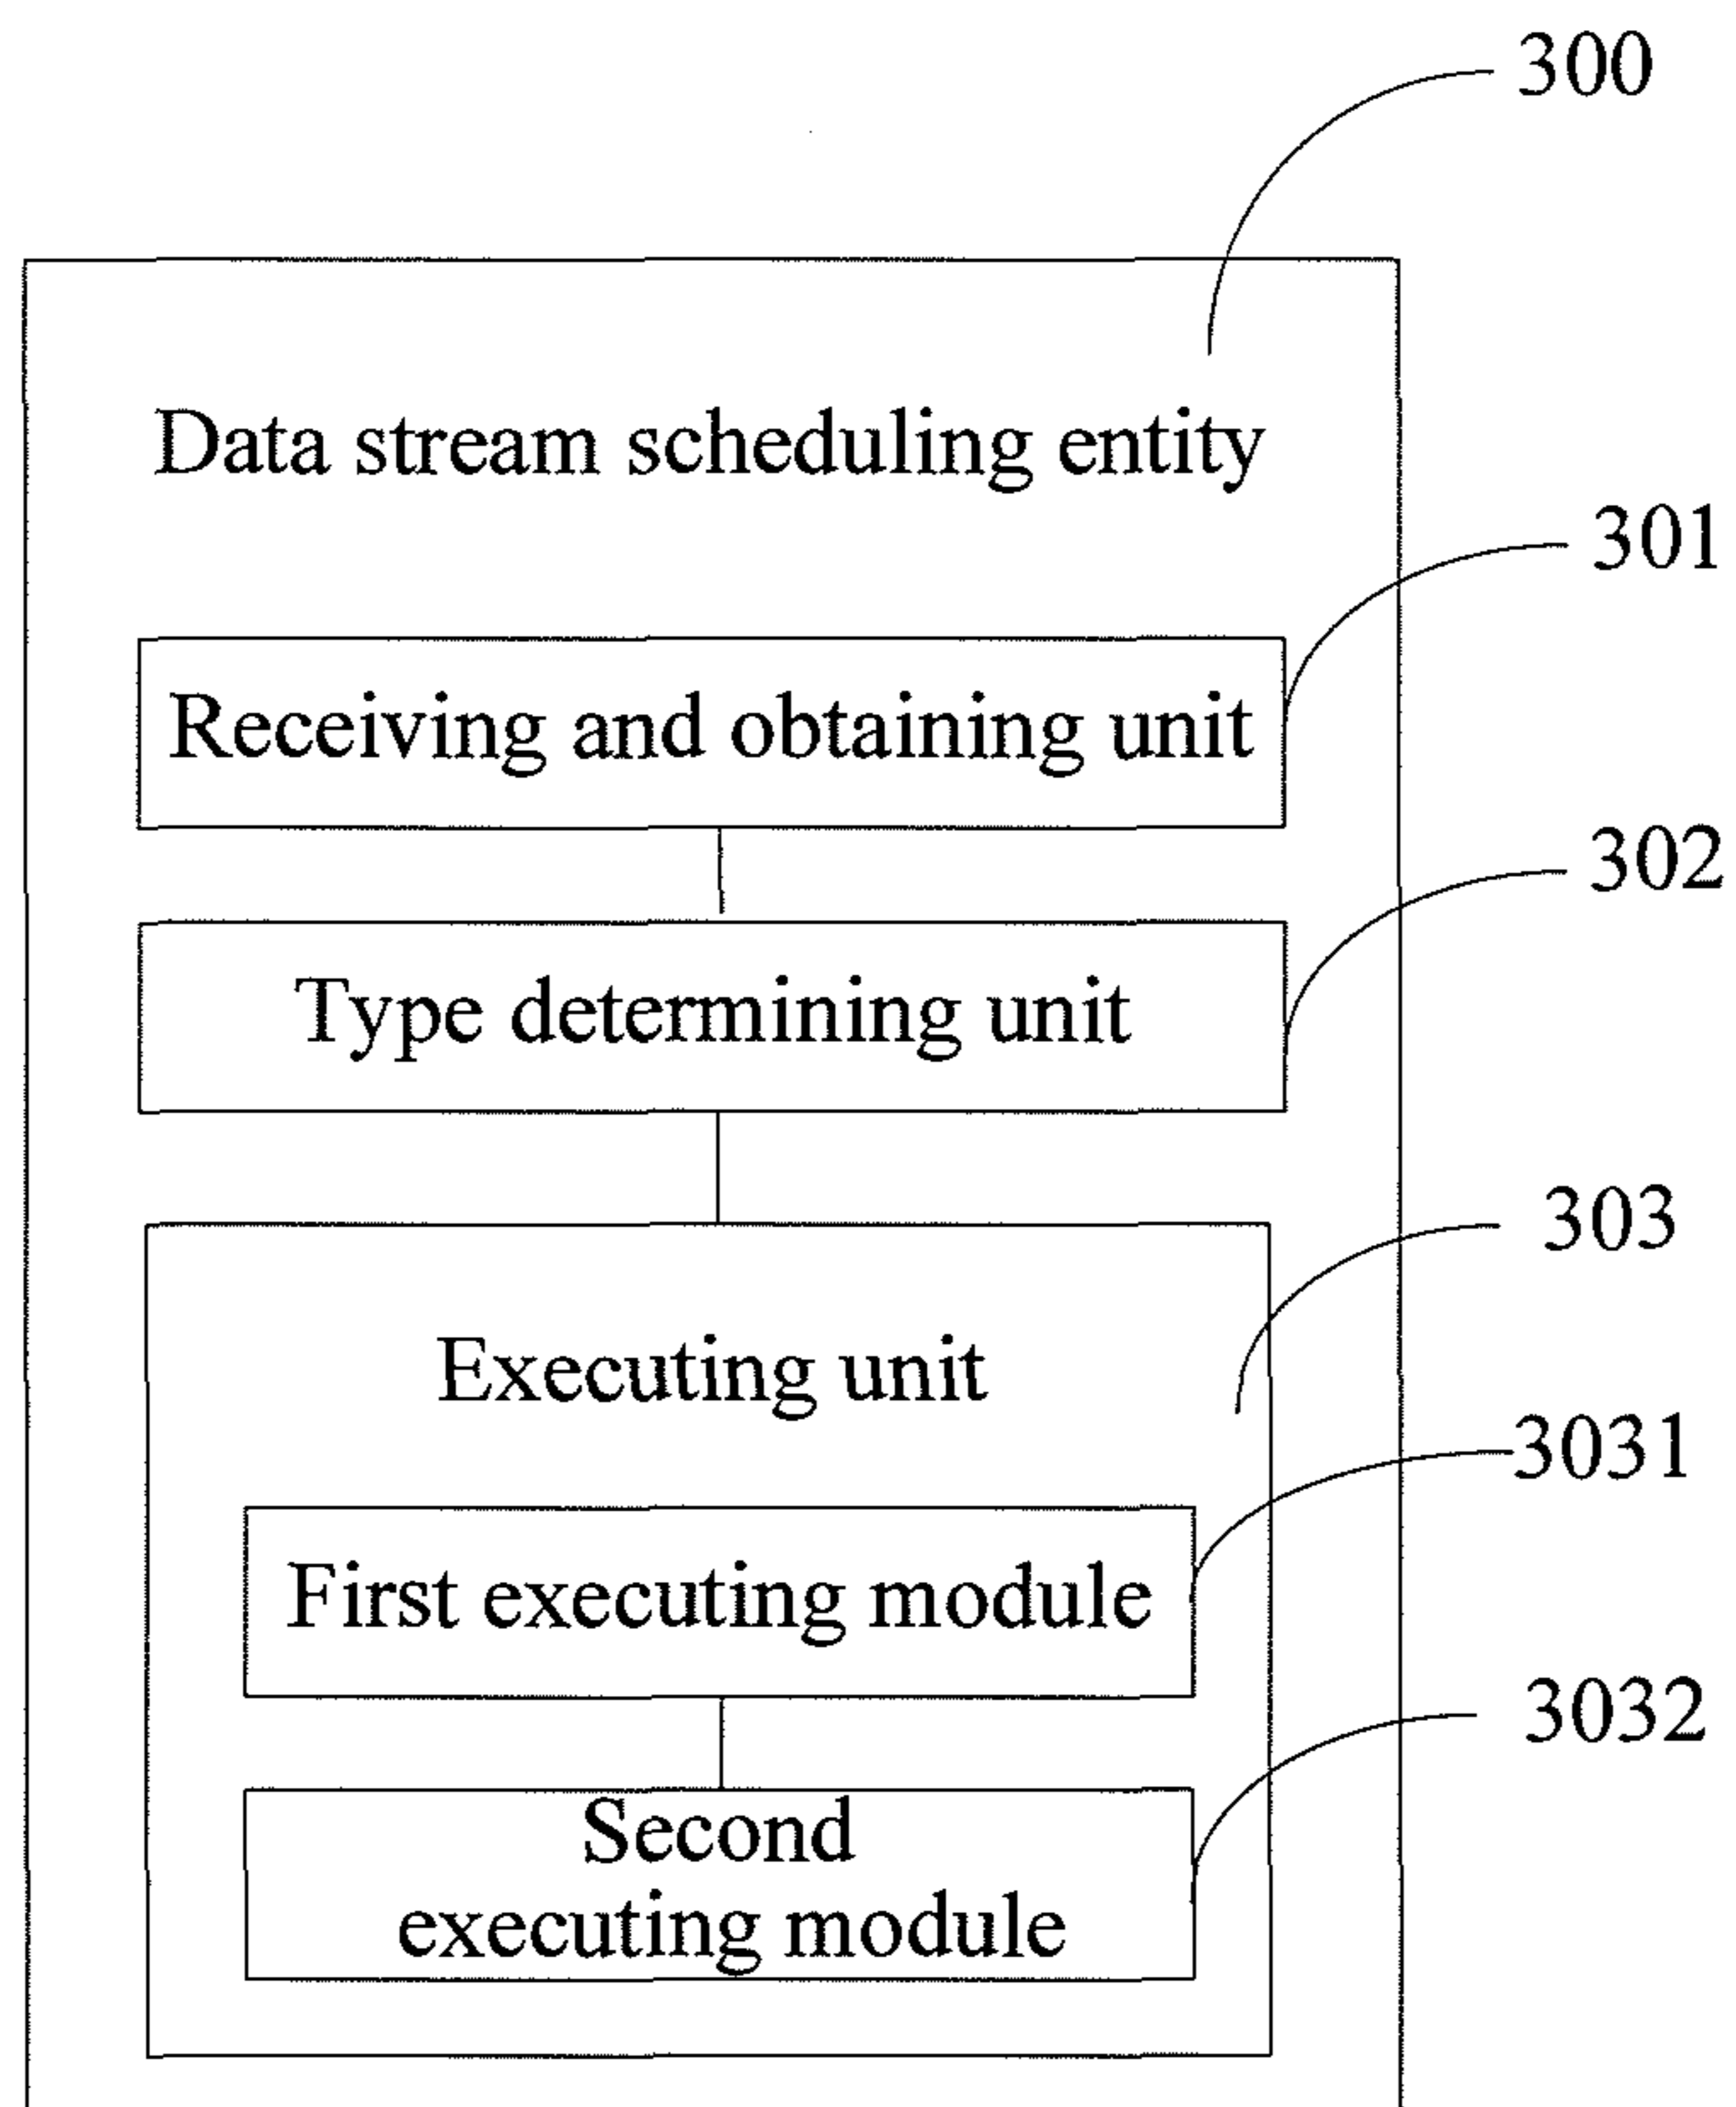 300
Data stream scheduling entity
301
Receiving and obtaining unit
302
Type determining unit
303
Executing unit
3031
First executing module
3032
Second
executing module